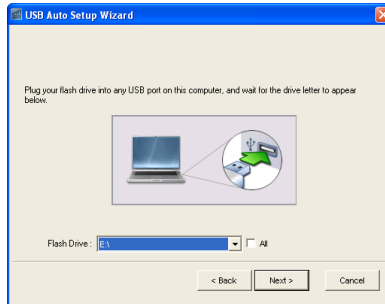 USB Auto Setup Wizard
Plug your flash drive into any USB port on this computer, and wait for the drive letter to appear
below.
Flash Drive : E:\ All
< Back Next > Cancel